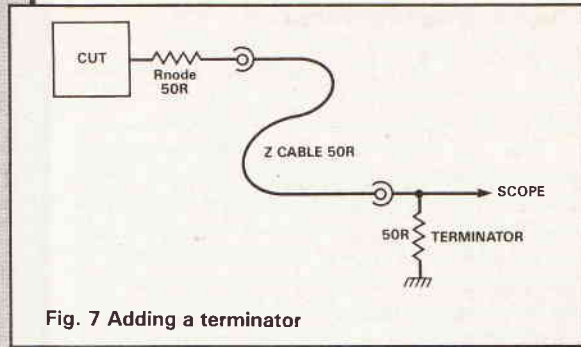 CUT
Rnode
50R
Z CABLE 50R
SCOPE
50R TERMINATOR
Fig. 7 Adding a terminator